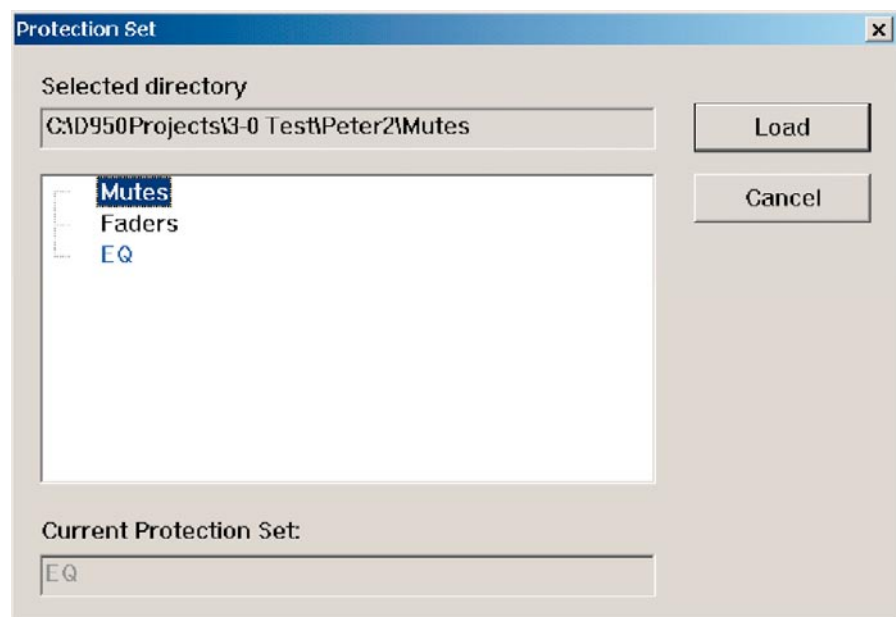 Protection Set
Selected directory
C:\D950Projects\3-0 Test\Peter2\Mutes
Load
Mutes
Cancel
Faders
EQ
Current Protection Set:
EQ